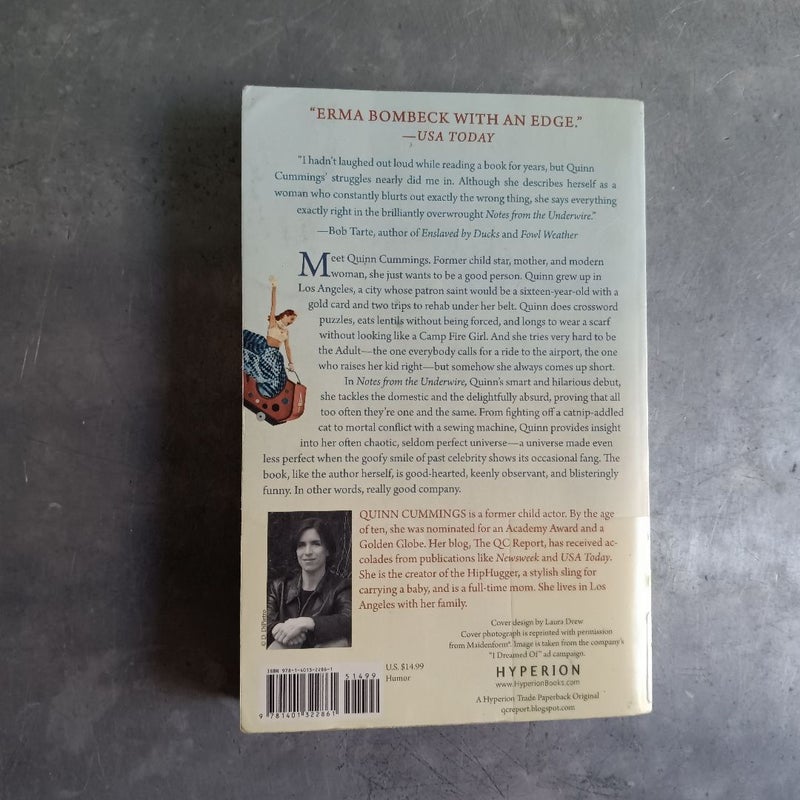 "ERMA BOMBECK WITH AN EDGE."
—USA TODAY
"I hadn't laughed out loud while reading a book for years, but Quinn
Cummings' struggles nearly did me in. Although she describes herself as a
woman who constantly blurts out exactly the wrong thing, she says everything
exactly right in the brilliantly overwrought Notes from the Underwire."
—Bob Tarte, author of Enslaved by Ducks and Fowl Weather
Meet Quinn Cummings. Former child star, mother, and modern
woman, she just wants to be a good person. Quinn grew up in
Los Angeles, a city whose patron saint would be a sixteen-year-old with a
gold card and two trips to rehab under her belt. Quinn does crossword
puzzles, eats lentils without being forced, and longs to wear a scarf
without looking like a Camp Fire Girl. And she tries very hard to be
the Adult—the one everybody calls for a ride to the airport, the one
who raises her kid right—but somehow she always comes up short.
In Notes from the Underwire, Quinn's smart and hilarious debut,
she tackles the domestic and the delightfully absurd, proving that all
too often they're one and the same. From fighting off a catnip-addled
cat to mortal conflict with a sewing machine, Quinn provides insight
into her often chaotic, seldom perfect universe—a universe made even
less perfect when the goofy smile of past celebrity shows its occasional fang. The
book, like the author herself, is good-hearted, keenly observant, and blisteringly
funny. In other words, really good company.
QUINN CUMMINGS is a former child actor. By the age
of ten, she was nominated for an Academy Award and a
Golden Globe. Her blog, The QC Report, has received ac-
colades from publications like Newsweek and USA Today.
She is the creator of the HipHugger, a stylish sling for
carrying a baby, and is a full-time mom. She lives in Los
Angeles with her family.
© D. DiPietro
Cover design by Laura Drew
Cover photograph is reprinted with permission
from Maidenform®. Image is taken from the company's
"I Dreamed Of" ad campaign.
HYPERION
www.HyperionBooks.com
A Hyperion Trade Paperback Original
qcreport.blogspot.com
U.S. $14.99
Humor
ISBN 978-1-4013-2286-1
51499
9 781401 322861